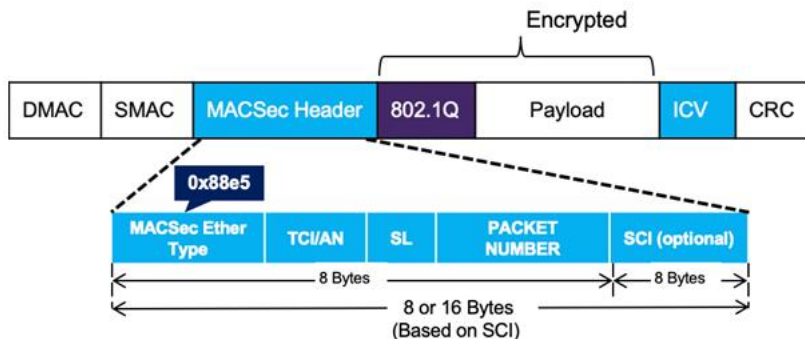 Encrypted
DMAC SMAC MACSec Header 802.1Q Payload ICV CRC
0x88e5
MACSec Ether Type TCI/AN SL PACKET NUMBER SCI (optional)
8 Bytes 8 Bytes
8 or 16 Bytes
(Based on SCI)